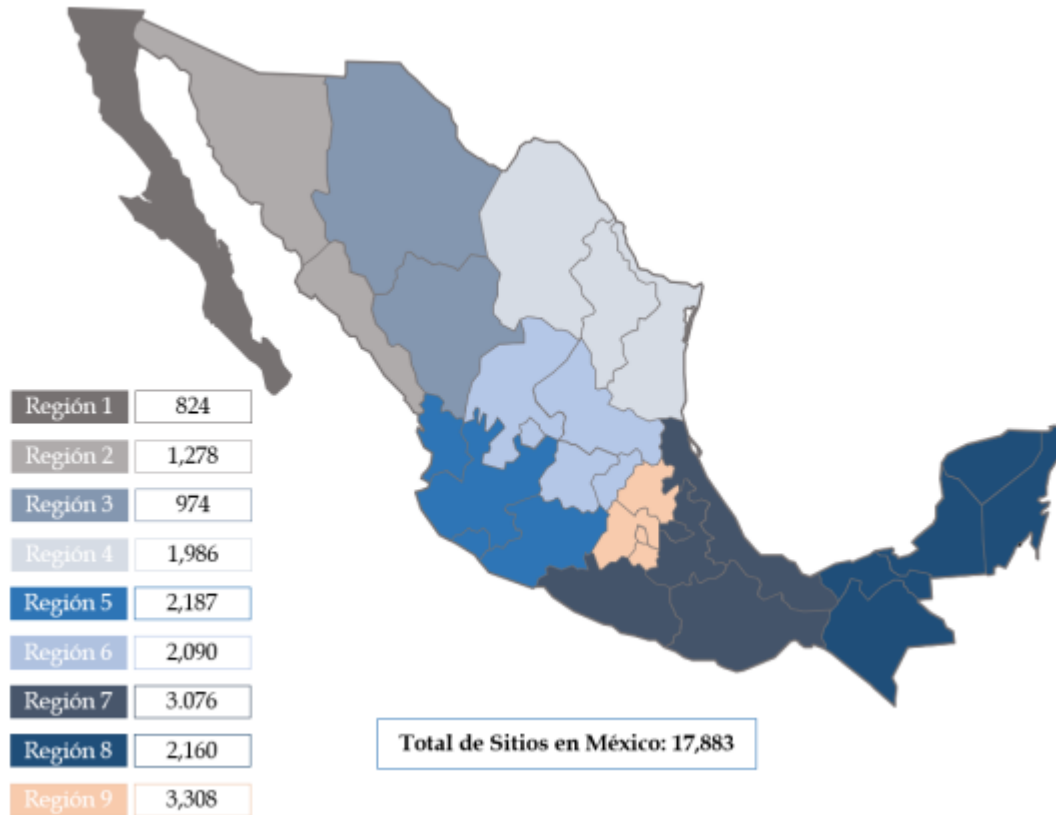 Región 1 824
Región 2 1,278
Región 3 974
Región 4 1,986
Región 5 2,187
Región 6 2,090
Región 7 3.076
Región 8 2,160
Región 9 3,308
Total de Sitios en México: 17,883